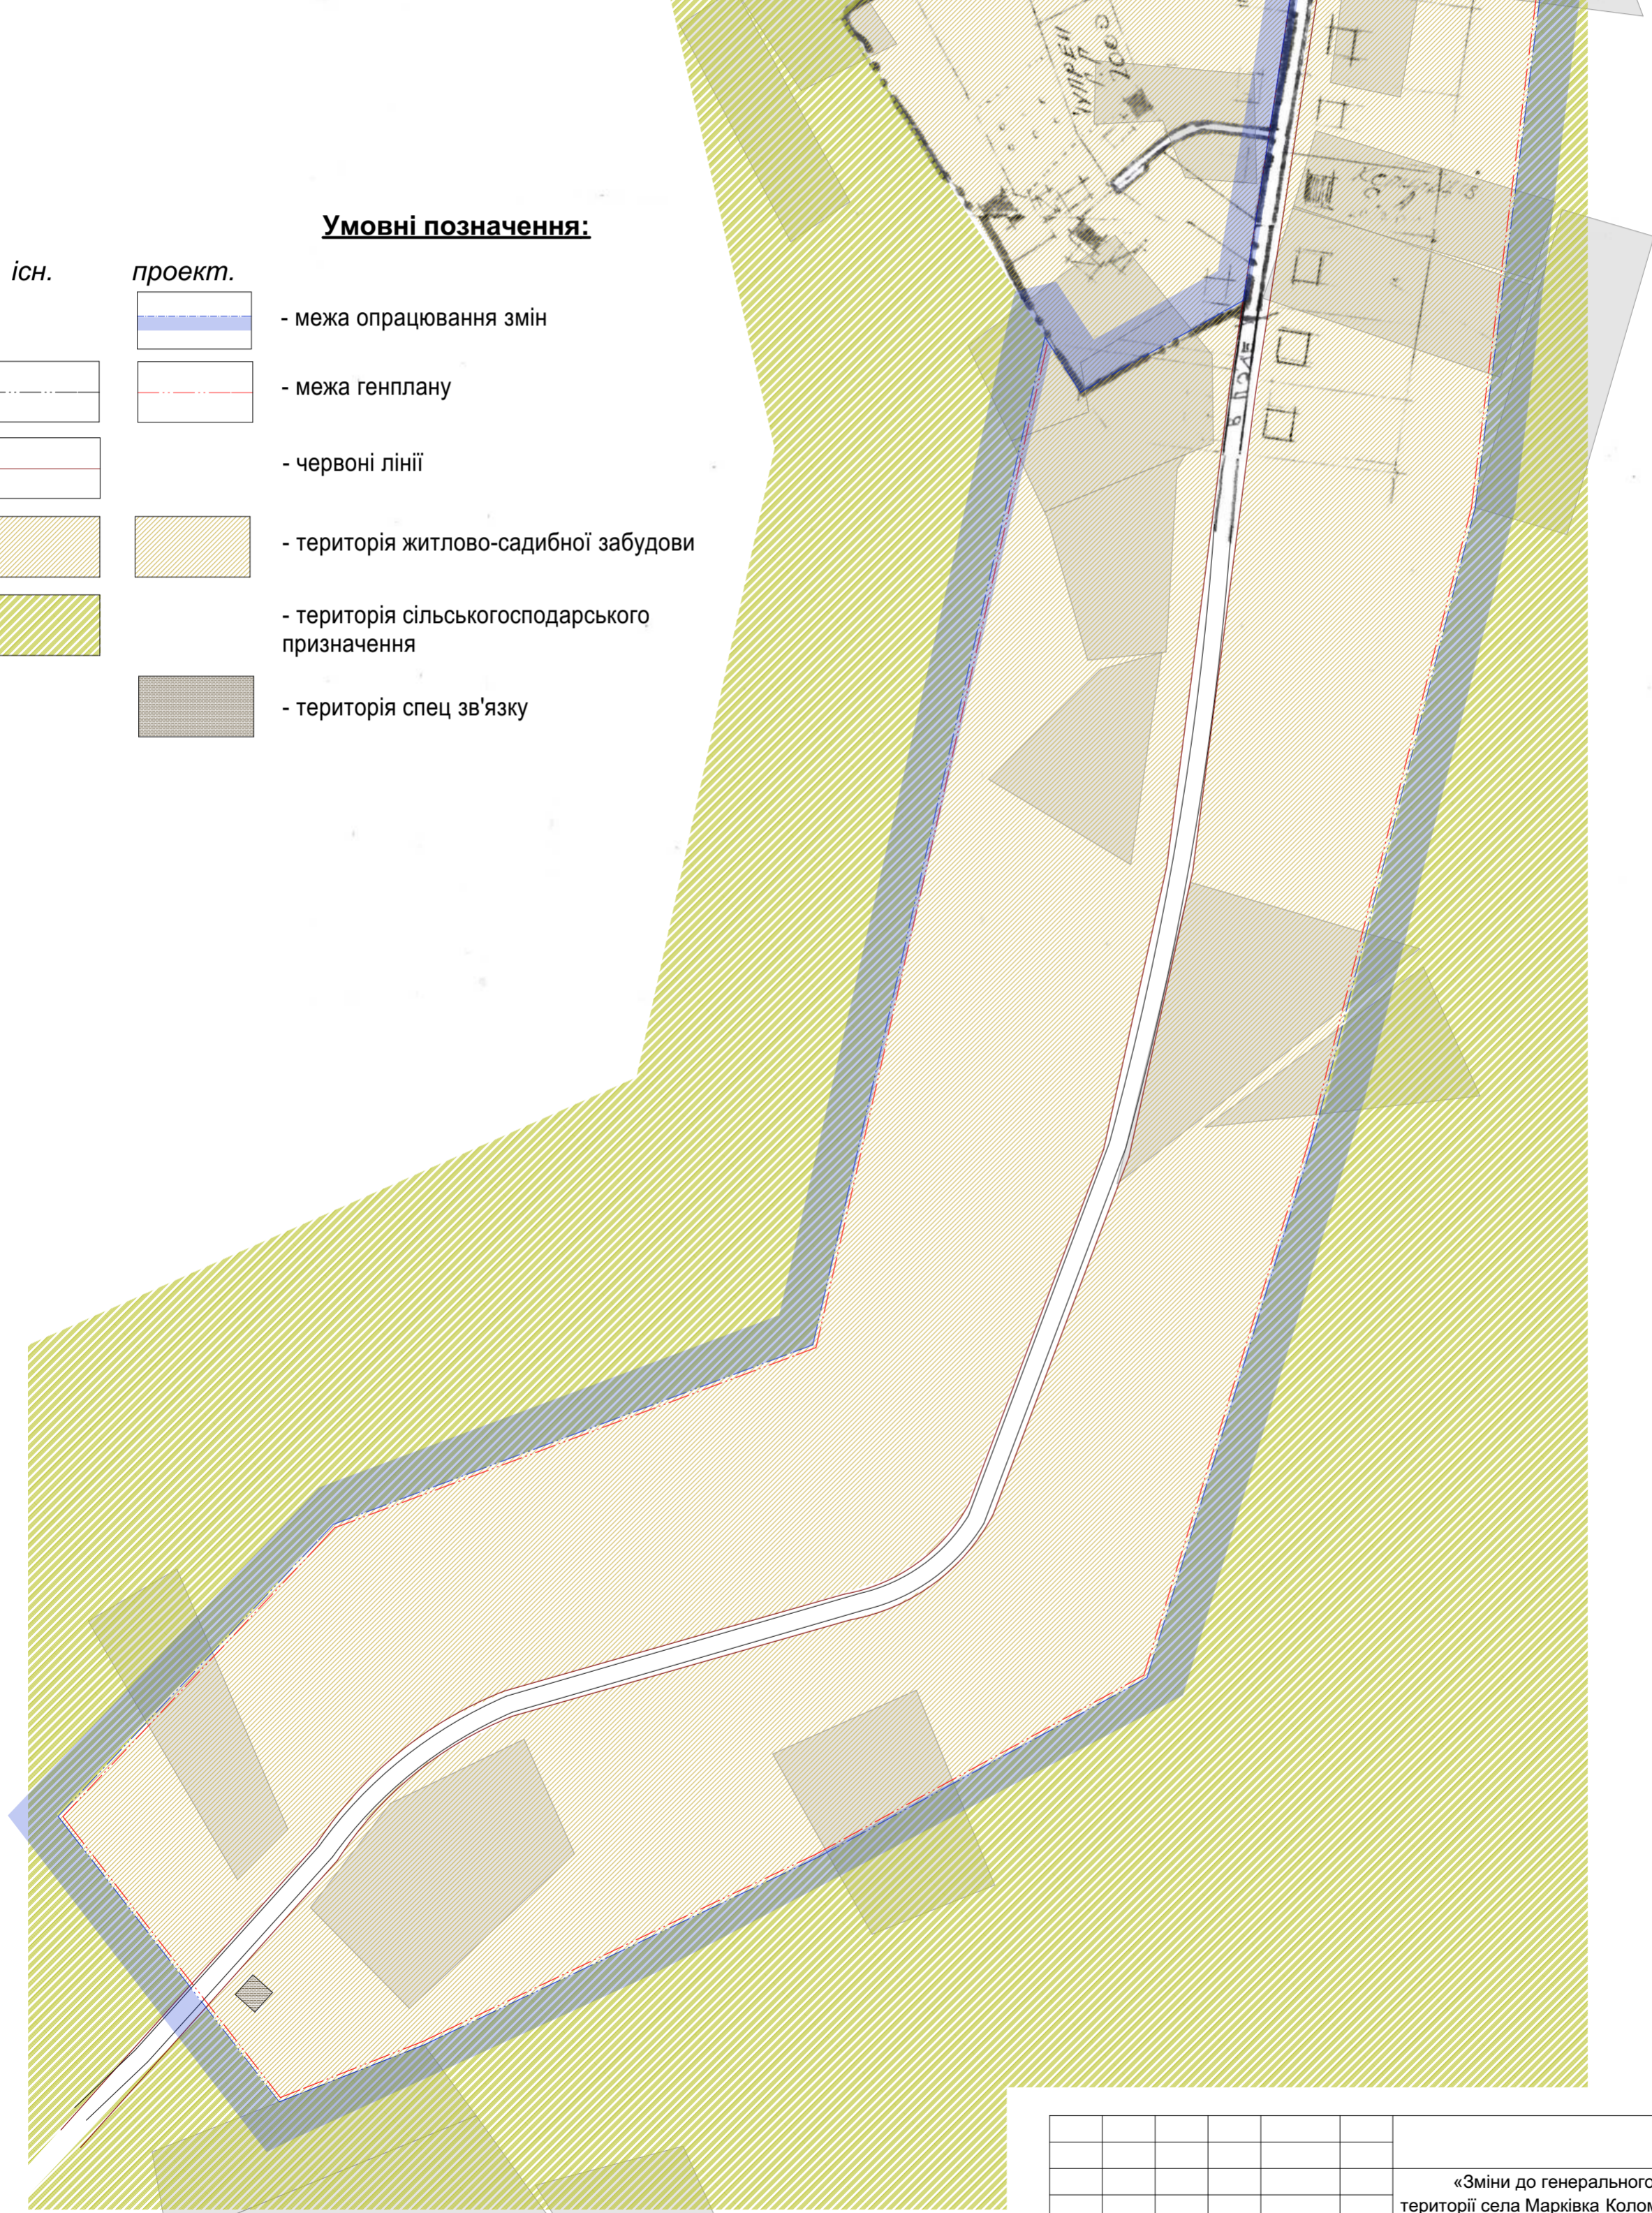 Умовні позначення:
існ. проект.
- межа опрацювання змін
- межа генплану
- червоні лінії
- територія житлово-садибної забудови
- територія сільськогосподарського
призначення
- територія спец зв'язку
«Зміни до генерального
території села Марківка Колом